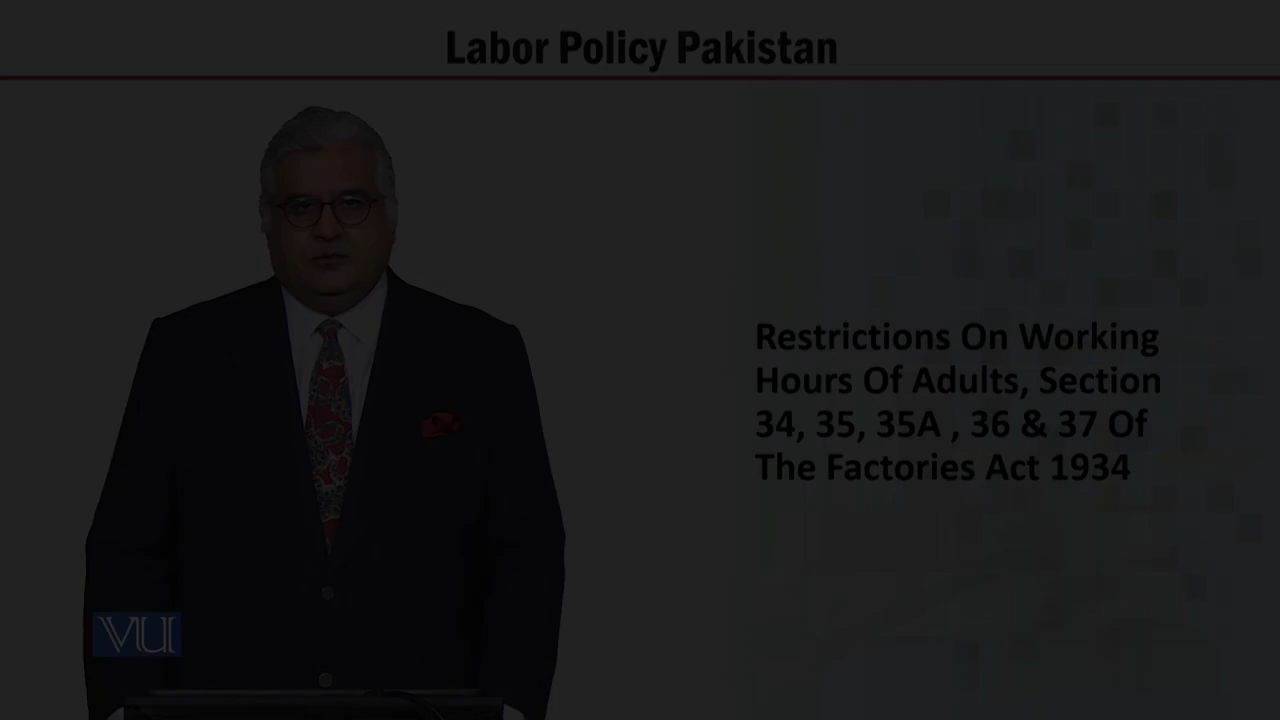 Labor Policy Pakistan
Restrictions On Working
Hours Of Adults, Section
34, 35, 35A , 36 & 37 Of
The Factories Act 1934
VU